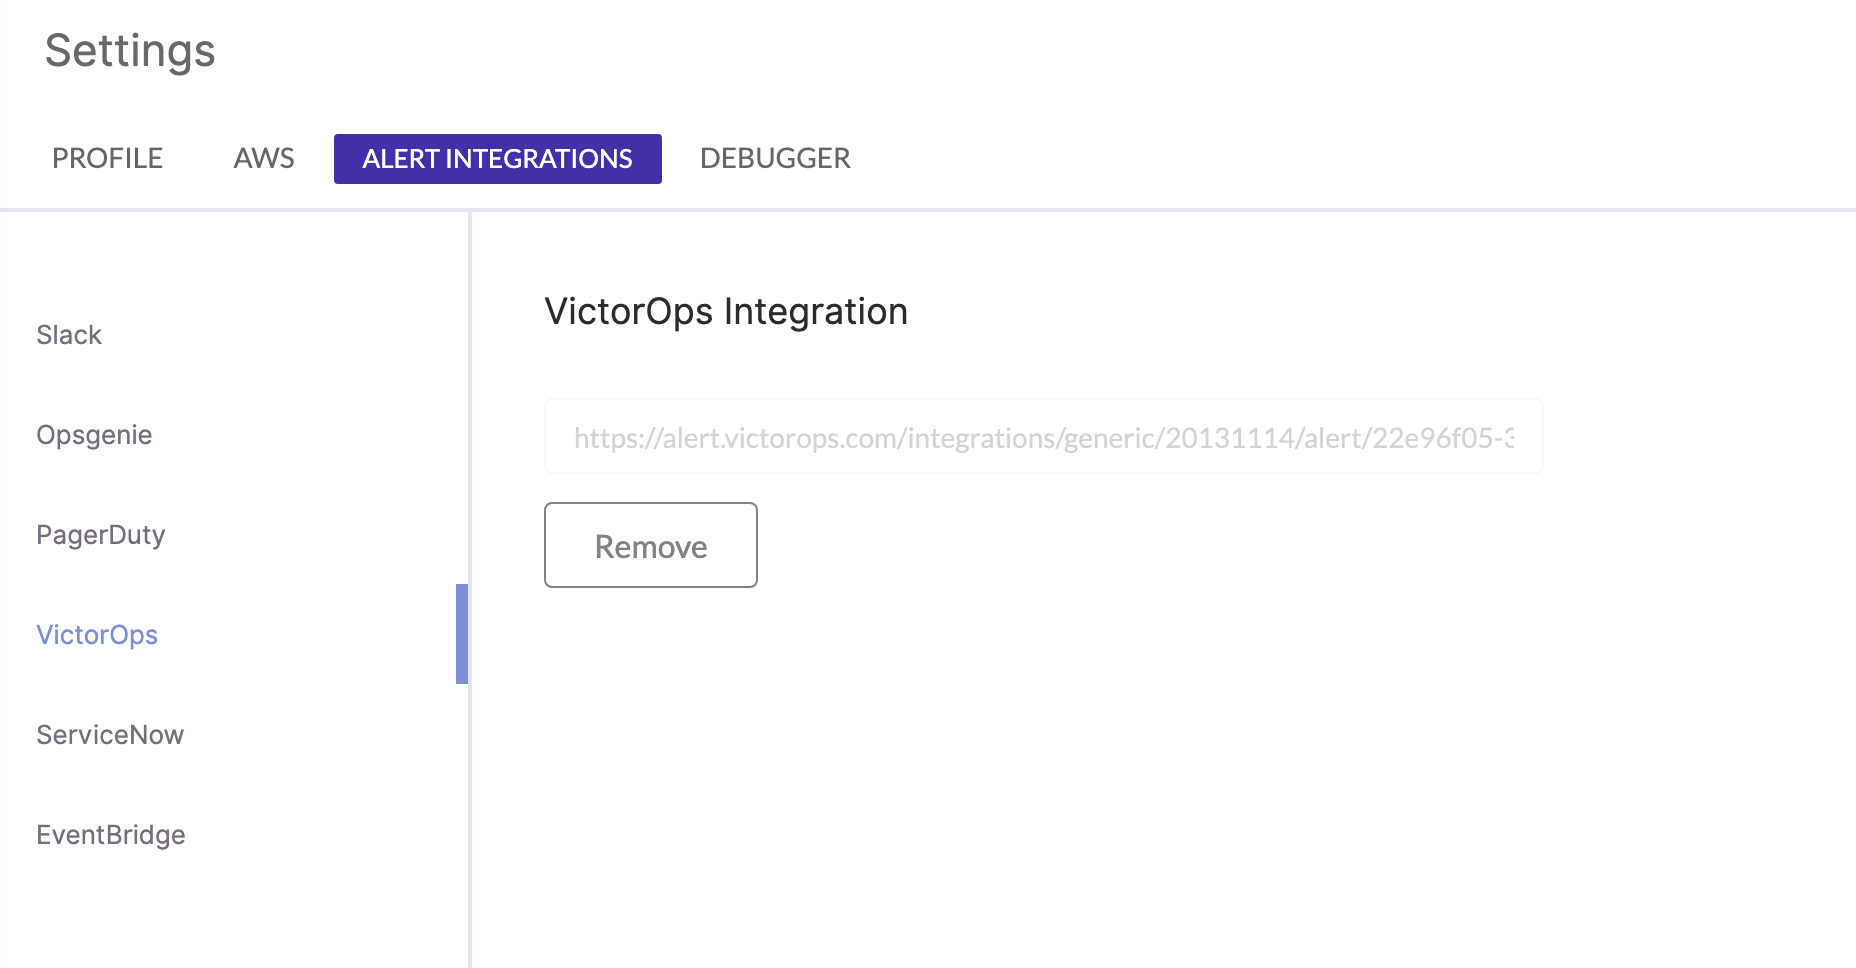 Settings
PROFILE
AWS
ALERT INTEGRATIONS
DEBUGGER
Slack
Opsgenie
PagerDuty
VictorOps
ServiceNow
EventBridge
VictorOps Integration
https://alert.victorops.com/integrations/generic/20131114/alert/22e96f05-3
Remove